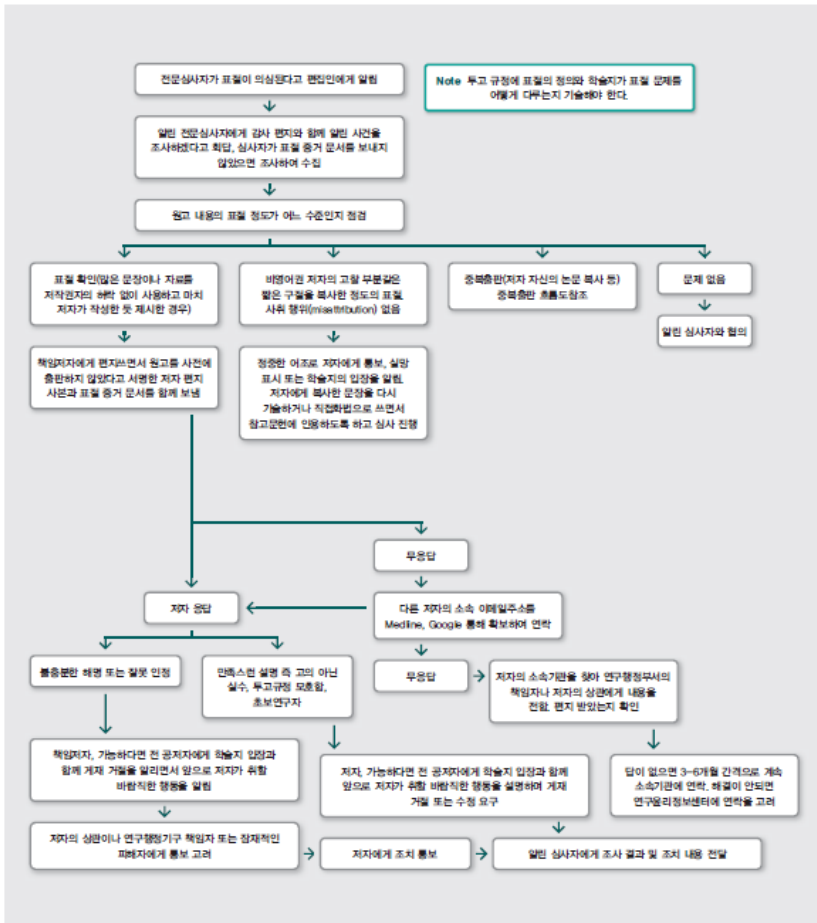 전문심사자가 표절이 의심된다고 편집인에게 알림
Note 투고 규정에 표절의 정의와 학술지가 표절 문제를
어떻게 다루는지 기술해야 한다.
알린 전문심사자에게 감사 편지와 함께 알린 사건을
조사하겠다고 회답, 심사자가 표절 증거 문서를 보내지
않았으면 조사하여 수집
원고 내용의 표절 정도가 어느 수준인지 점검
표절 확인(많은 문장이나 자료를
저작권자의 허락 없이 사용하고 마치
저자가 작성한 듯 제시한 경우)
비영어권 저자의 고찰 부분같은
짧은 구절을 복사한 정도의 표절,
사취 행위(misattribution) 없음
중복출판(저자 자신의 논문 복사 등)
중복출판 흐름도참조
문제 없음
알린 심사자와 협의
책임저자에게 편지쓰면서 원고를 사전에
출판하지 않았다고 서명한 저자 편지
사본과 표절 증거 문서를 함께 보냄
정중한 어조로 저자에게 통보, 실망
표시 또는 학술지의 입장을 알림,
저자에게 복사한 문장을 다시
기술하거나 직접화법으로 쓰면서
참고문헌에 인용하도록 하고 심사 진행
무응답
저자 응답
다른 저자의 소속 이메일주소를
Medline, Google 통해 확보하여 연락
불충분한 해명 또는 잘못 인정
만족스런 설명 즉 고의 아닌
실수, 투고규정 모호함,
초보연구자
무응답
저자의 소속기관을 찾아 연구행정부서의
책임자나 저자의 상관에게 내용을
전함, 편지 받았는지 확인
책임저자, 가능하다면 전 공저자에게 학술지 입장과
함께 게재 거절을 알리면서 앞으로 저자가 취할
바람직한 행동을 알림
저자, 가능하다면 전 공저자에게 학술지 입장과 함께
앞으로 저자가 취할 바람직한 행동을 설명하며 게재
거절 또는 수정 요구
답이 없으면 3-6개월 간격으로 계속
소속기관에 연락, 해결이 안되면
연구윤리정보센터에 연락을 고려
저자의 상관이나 연구행정기구 책임자 또는 잠재적인
피해자에게 통보 고려
저자에게 조치 통보
알린 심사자에게 조사 결과 및 조치 내용 전달